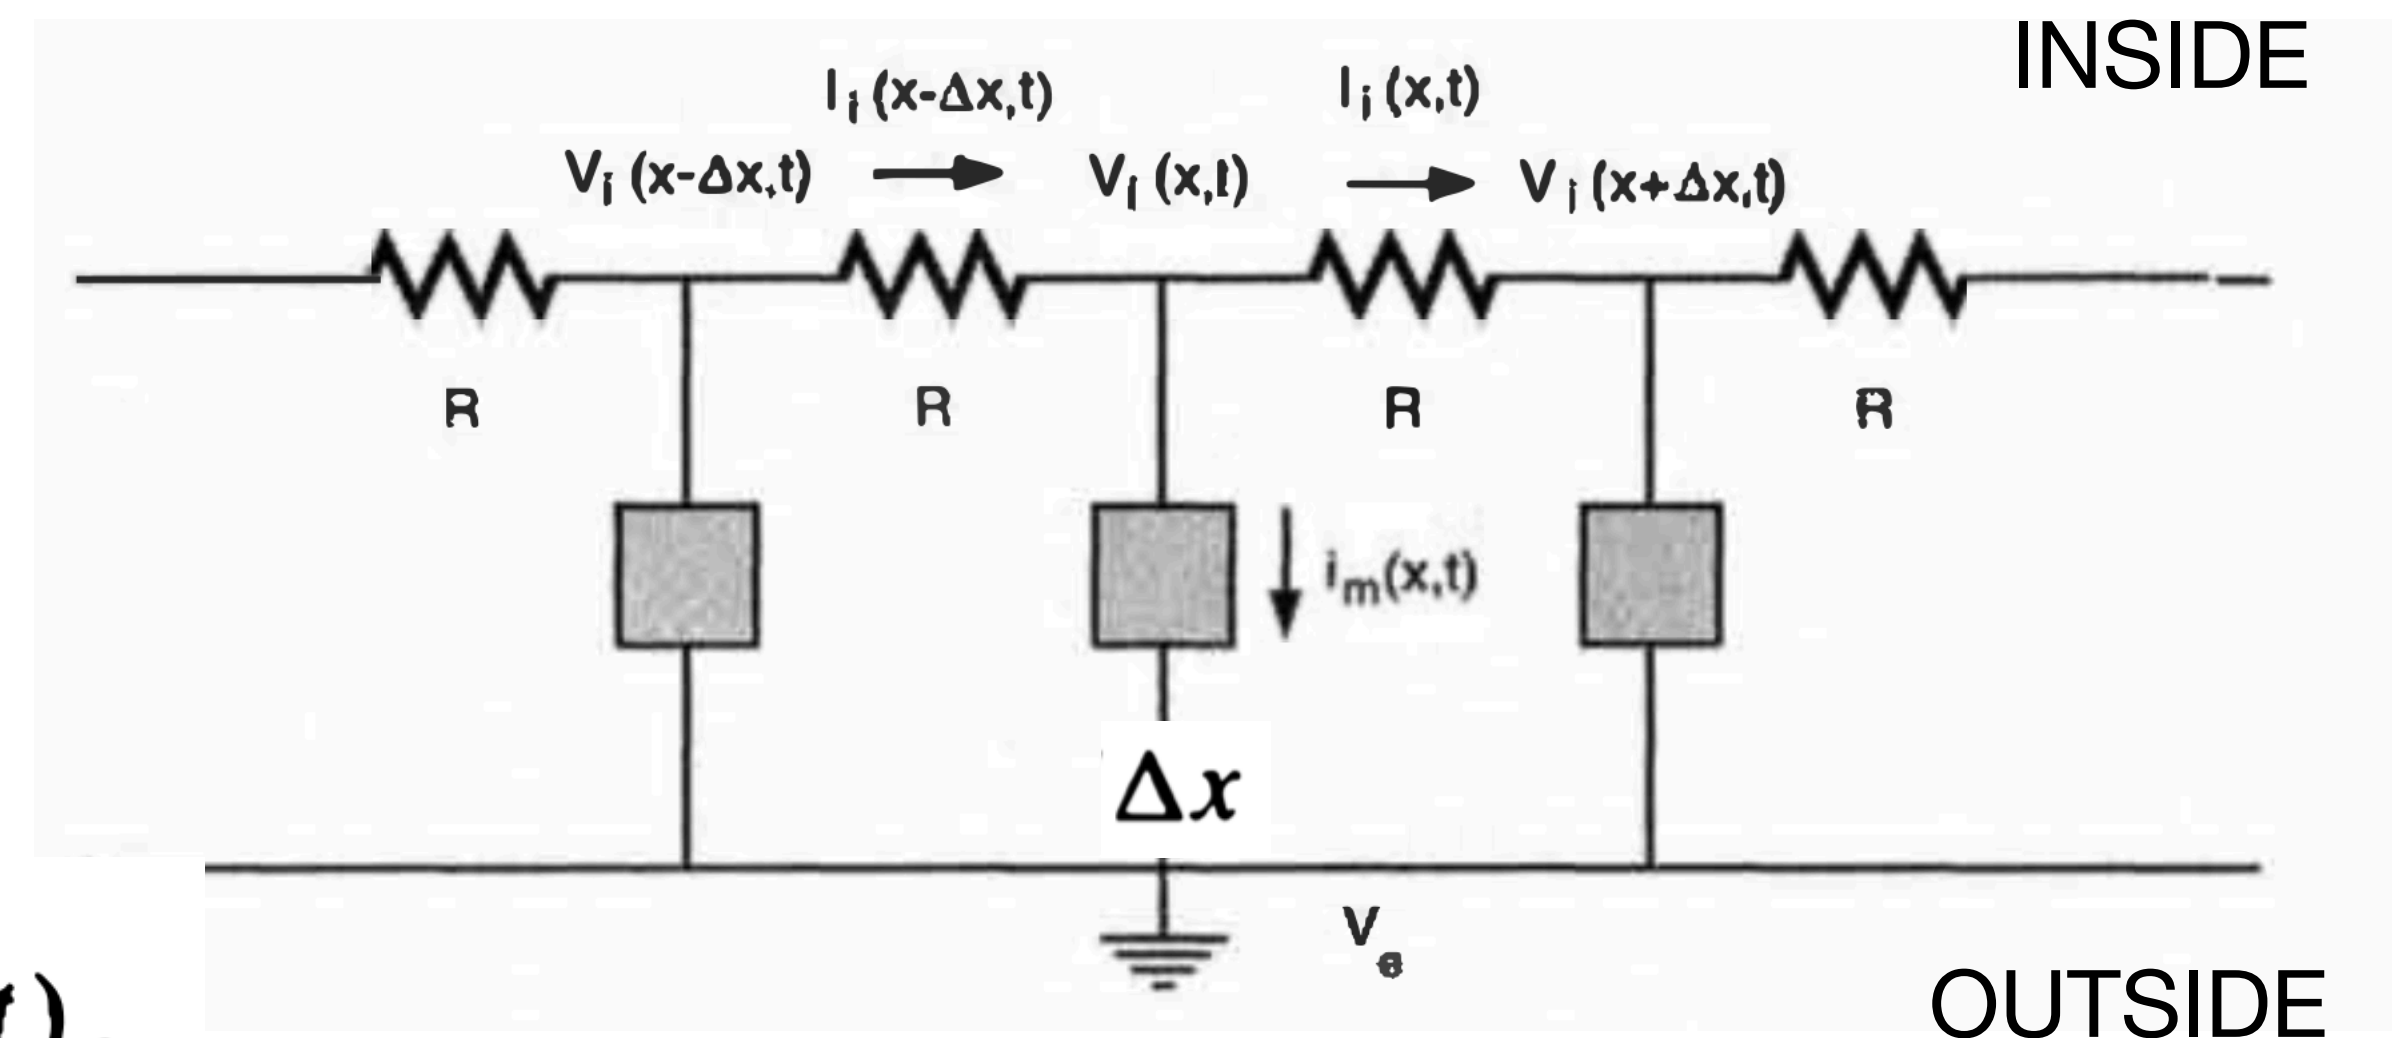 INSIDE
I_i (x-Δx,t) I_i (x,t)
V_i (x-Δx,t) V_i (x,t) V_i (x+Δx,t)
R R R R
i_m(x,t)
Δx
V_e
t).
OUTSIDE